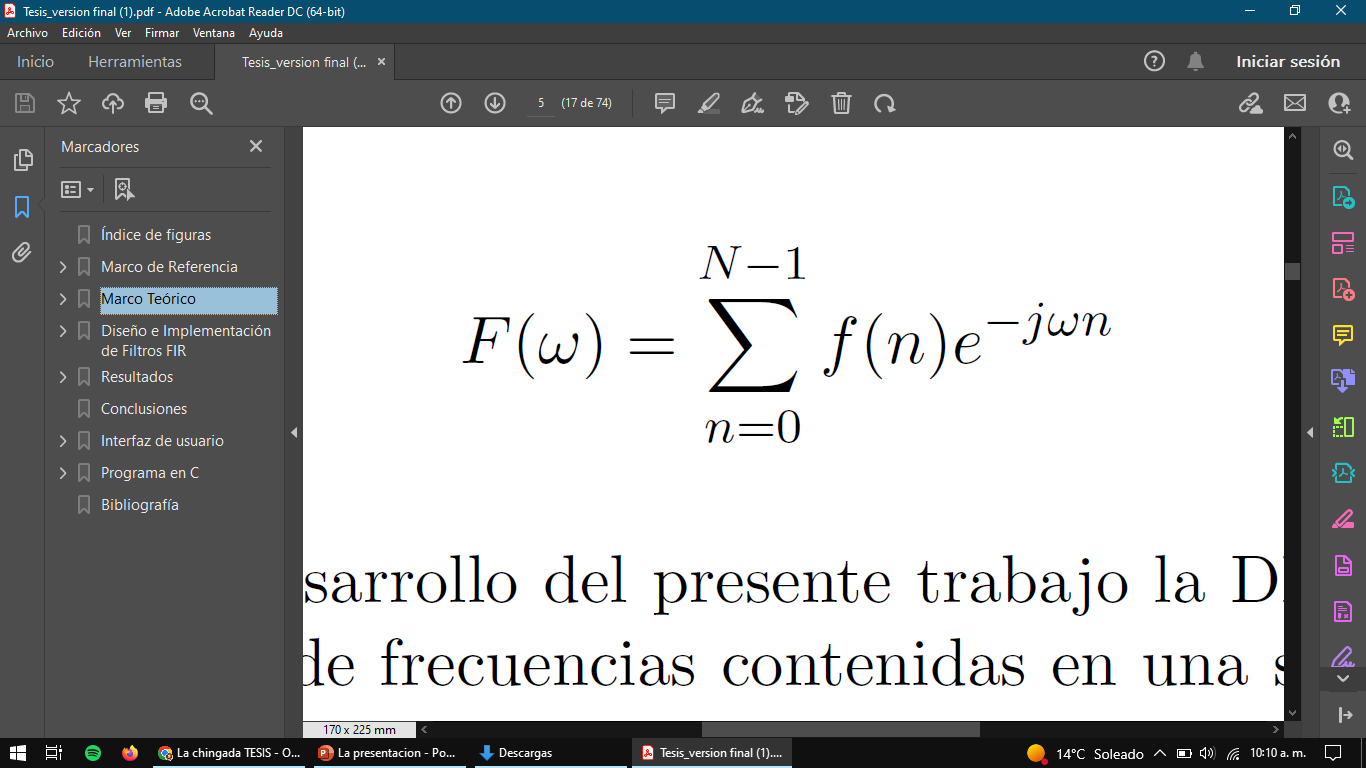 Tesis_version final (1).pdf - Adobe Acrobat Reader DC (64-bit)
Archivo Edición Ver Firmar Ventana Ayuda
Inicio Herramientas Tesis_version final (... × ? Iniciar sesión
5 (17 de 74)
Marcadores
Índice de figuras
Marco de Referencia
Marco Teórico
Diseño e Implementación
de Filtros FIR
Resultados
Conclusiones
Interfaz de usuario
Programa en C
Bibliografía
N−1
F(ω) = ∑ f(n)e^{−jωn}
n=0
sarrollo del presente trabajo la D
de frecuencias contenidas en una s
170 x 225 mm
La chingada TESIS - O... La presentacion - Po... Descargas Tesis_version final (1).... 14°C Soleado 10:10 a. m.